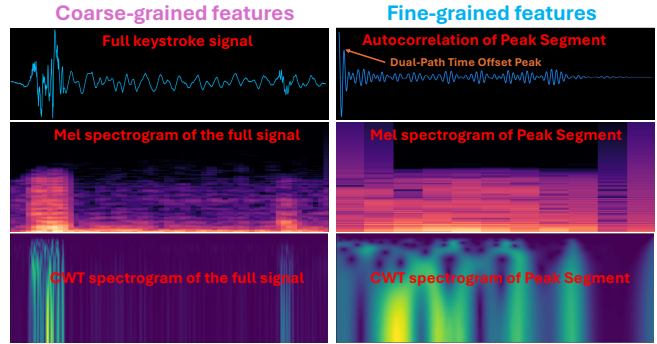 Coarse-grained features
Fine-grained features
Full keystroke signal
Autocorrelation of Peak Segment
Dual-Path Time Offset Peak
Mel spectrogram of the full signal
Mel spectrogram of Peak Segment
CWT spectrogram of the full signal
CWT spectrogram of Peak Segment